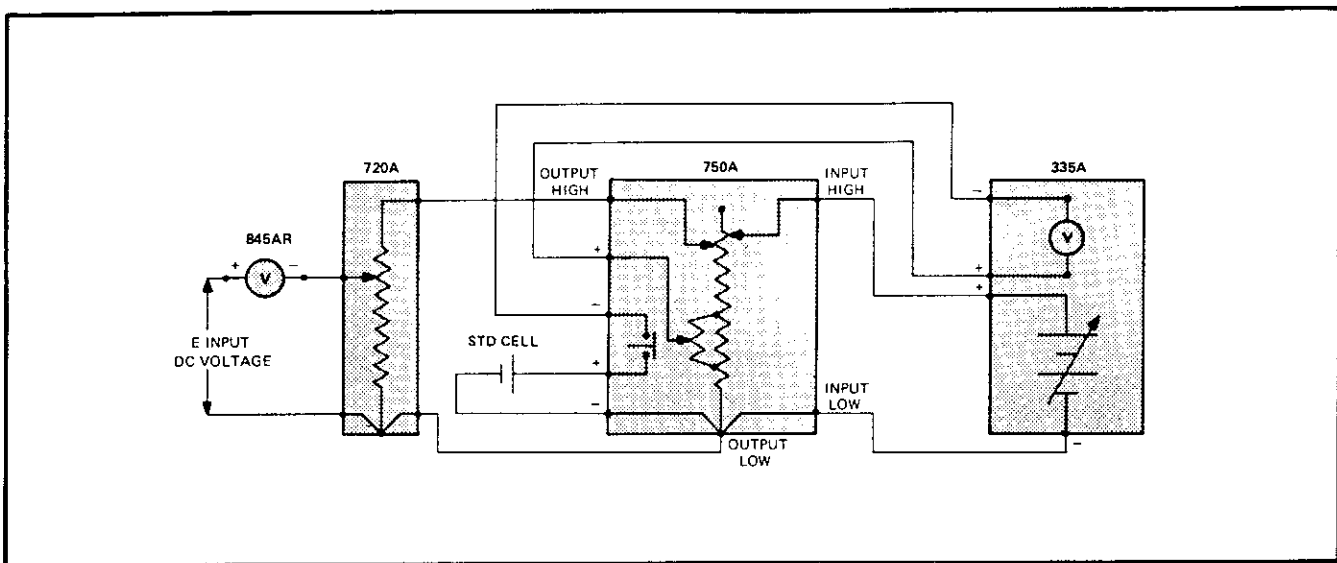 720A
750A
335A
OUTPUT
HIGH
INPUT
HIGH
845AR
+
V
−
+
−
V
+
+
E INPUT
DC VOLTAGE
−
STD CELL
+
−
INPUT
LOW
OUTPUT
LOW
−